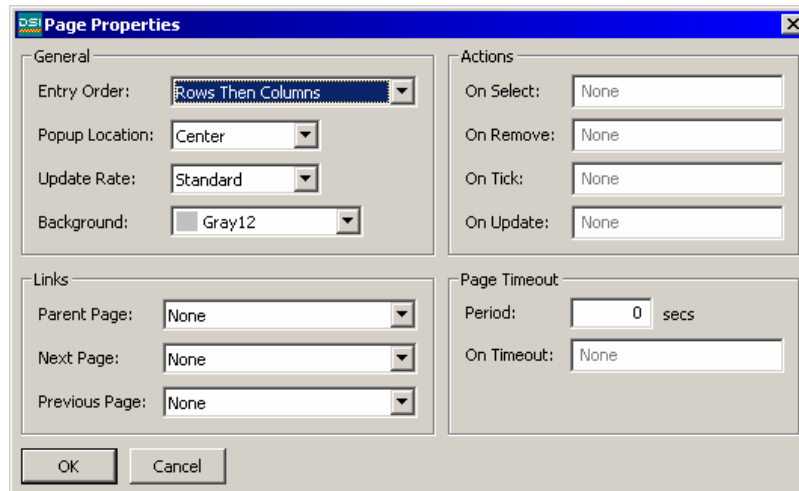 DSI Page Properties
General
Entry Order: Rows Then Columns
Popup Location: Center
Update Rate: Standard
Background: Gray12
Actions
On Select: None
On Remove: None
On Tick: None
On Update: None
Links
Parent Page: None
Next Page: None
Previous Page: None
Page Timeout
Period: 0 secs
On Timeout: None
OK Cancel